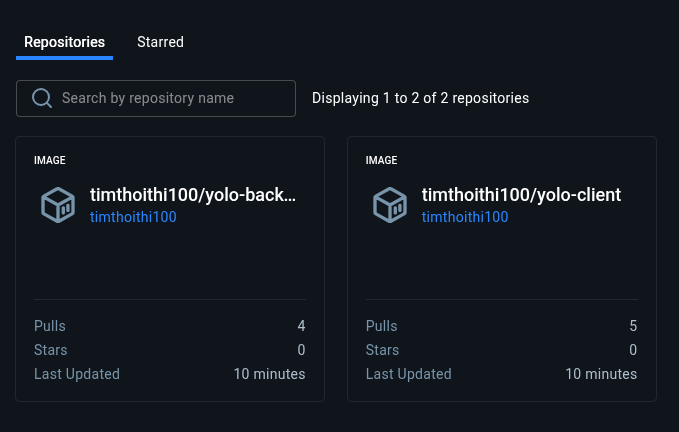 Repositories Starred
Search by repository name Displaying 1 to 2 of 2 repositories
IMAGE
timthoithi100/yolo-back...
timthoithi100
Pulls 4
Stars 0
Last Updated 10 minutes
IMAGE
timthoithi100/yolo-client
timthoithi100
Pulls 5
Stars 0
Last Updated 10 minutes